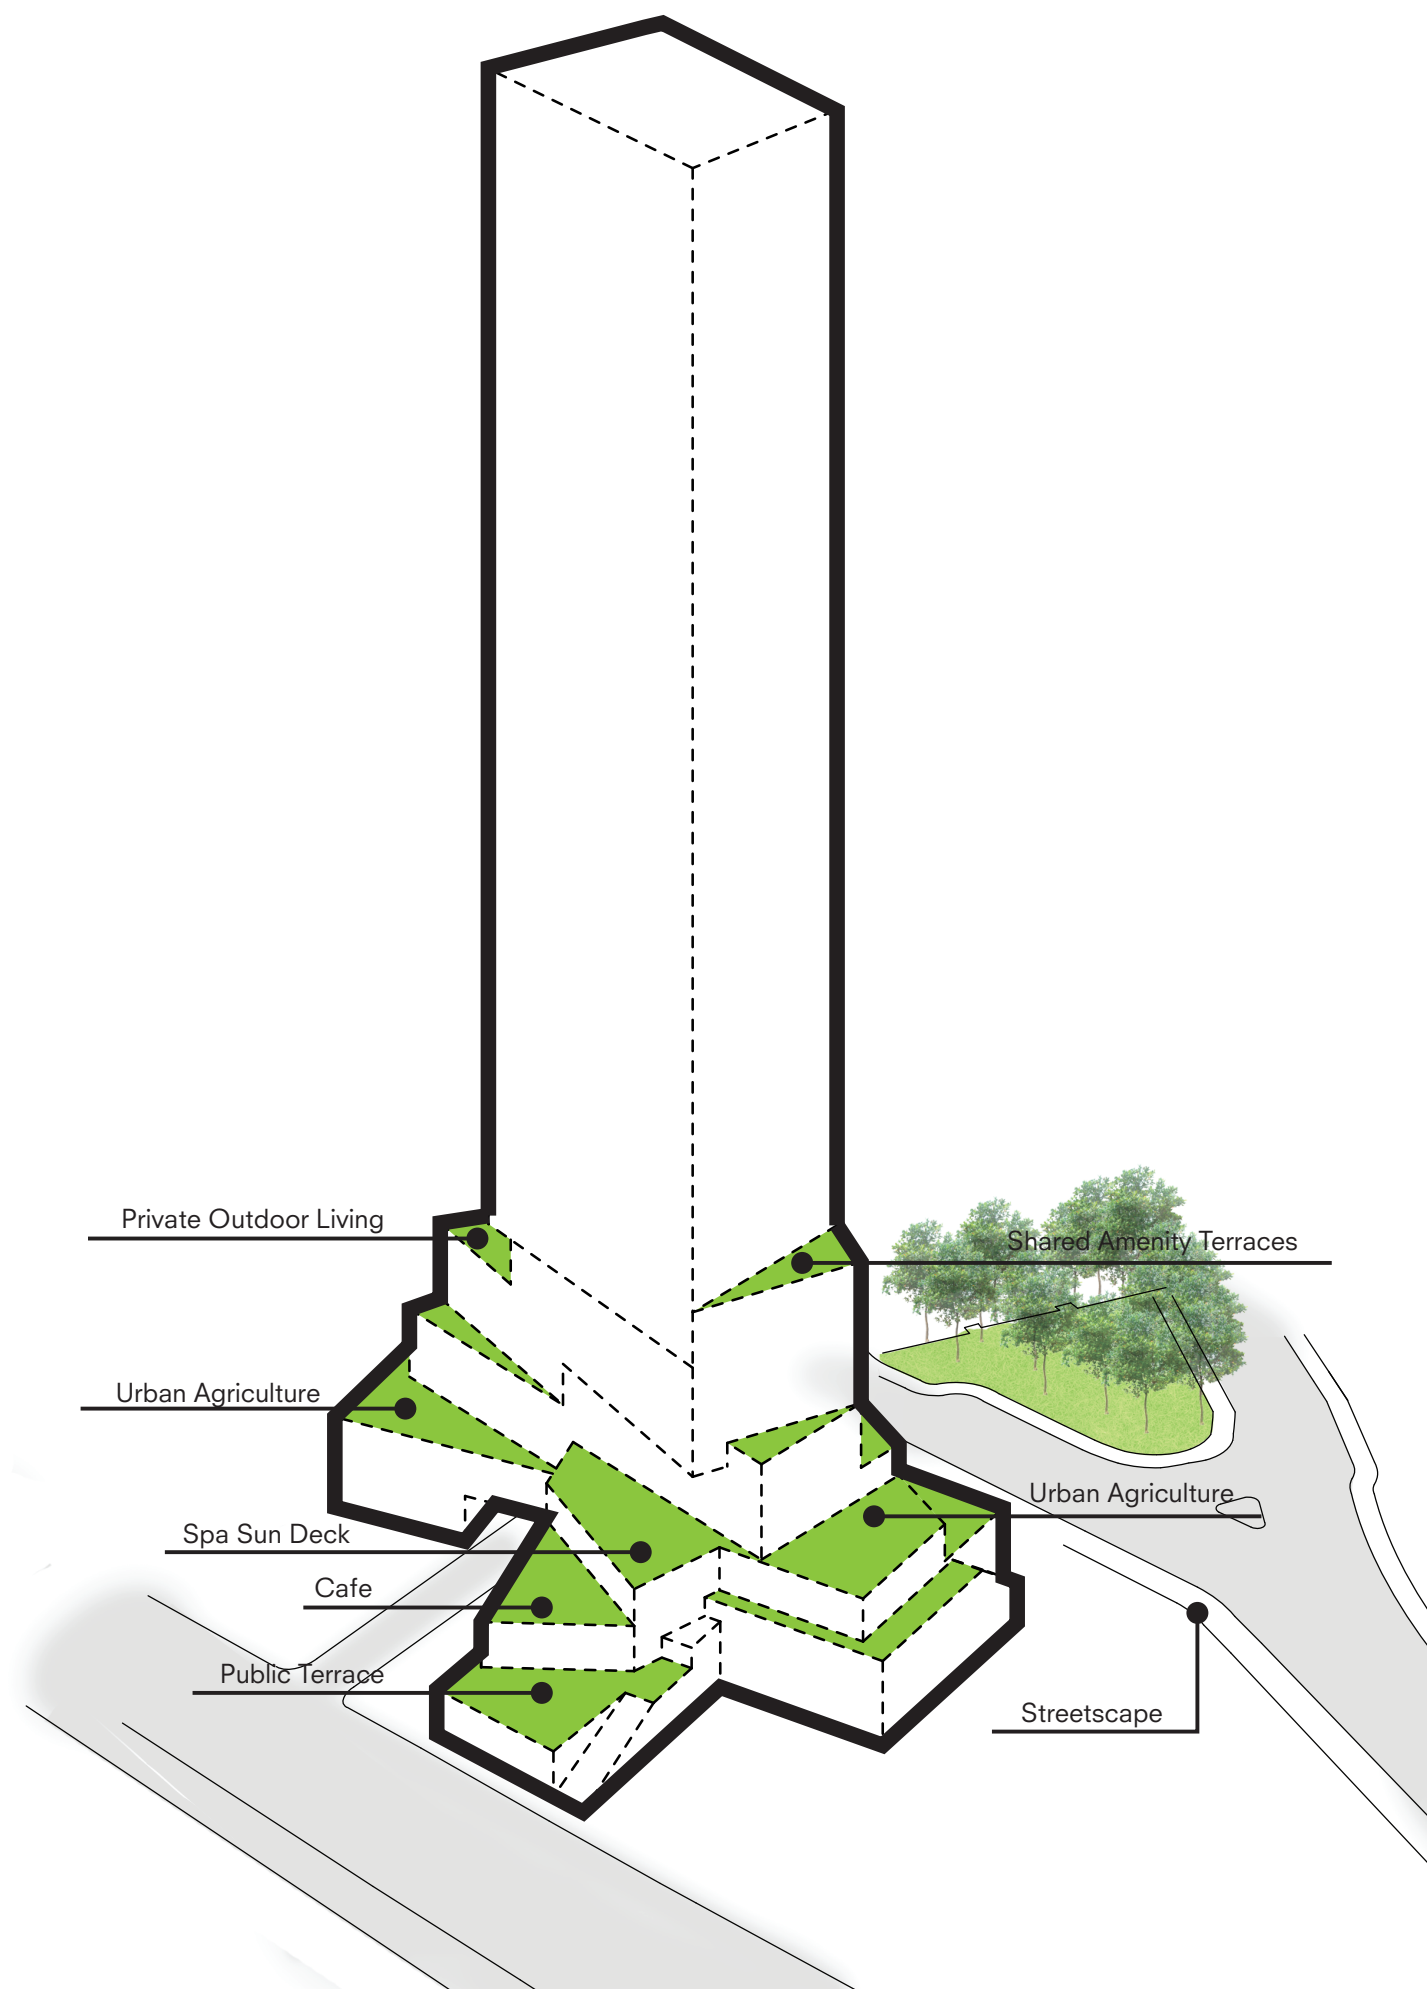 Private Outdoor Living
Shared Amenity Terraces
Urban Agriculture
Urban Agriculture
Spa Sun Deck
Cafe
Public Terrace
Streetscape